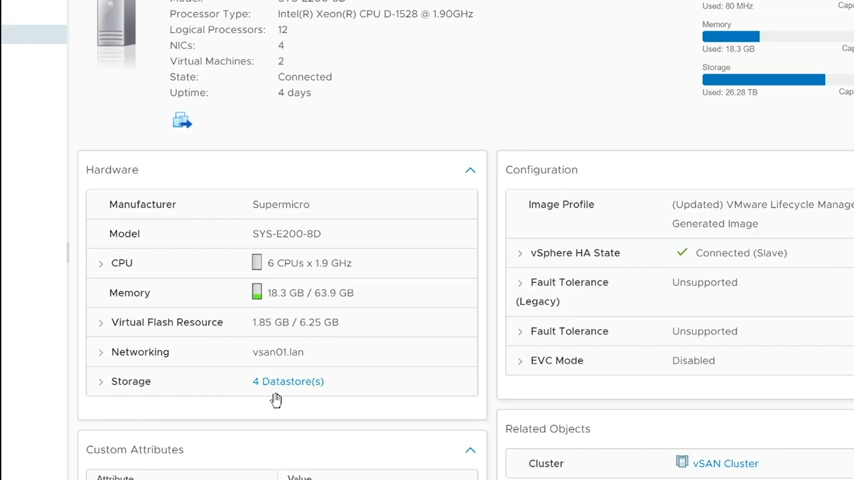 Processor Type: Intel(R) Xeon(R) CPU D-1528 @ 1.90GHz
Logical Processors: 12
NICs: 4
Virtual Machines: 2
State: Connected
Uptime: 4 days
Used: 80 MHz
Memory
Used: 18.3 GB
Storage
Used: 26.28 TB
Hardware
Manufacturer Supermicro
Model SYS-E200-8D
CPU 6 CPUs x 1.9 GHz
Memory 18.3 GB / 63.9 GB
Virtual Flash Resource 1.85 GB / 6.25 GB
Networking vsan01.lan
Storage 4 Datastore(s)
Custom Attributes
Attribute Value
Configuration
Image Profile (Updated) VMware Lifecycle Manage
Generated Image
vSphere HA State Connected (Slave)
Fault Tolerance Unsupported
(Legacy)
Fault Tolerance Unsupported
EVC Mode Disabled
Related Objects
Cluster vSAN Cluster